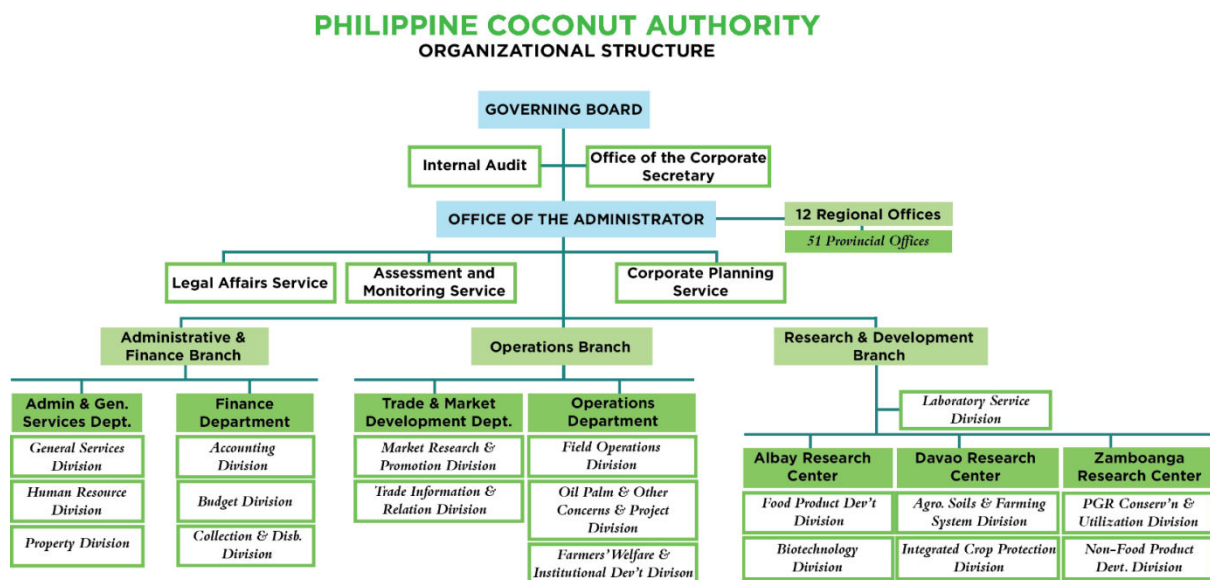 PHILIPPINE COCONUT AUTHORITY
ORGANIZATIONAL STRUCTURE
GOVERNING BOARD
Internal Audit
Office of the Corporate
Secretary
OFFICE OF THE ADMINISTRATOR
12 Regional Offices
51 Provincial Offices
Legal Affairs Service
Assessment and
Monitoring Service
Corporate Planning
Service
Administrative &
Finance Branch
Operations Branch
Research & Development
Branch
Admin & Gen.
Services Dept.
General Services
Division
Human Resource
Division
Property Division
Finance
Department
Accounting
Division
Budget Division
Collection & Disb.
Division
Trade & Market
Development Dept.
Market Research &
Promotion Division
Trade Information &
Relation Division
Operations
Department
Field Operations
Division
Oil Palm & Other
Concerns & Project
Division
Farmers' Welfare &
Institutional Dev't Divison
Laboratory Service
Division
Albay Research
Center
Food Product Dev't
Division
Biotechnology
Division
Davao Research
Center
Agro. Soils & Farming
System Division
Integrated Crop Protection
Division
Zamboanga
Research Center
PGR Conserv'n &
Utilization Division
Non-Food Product
Devt. Division